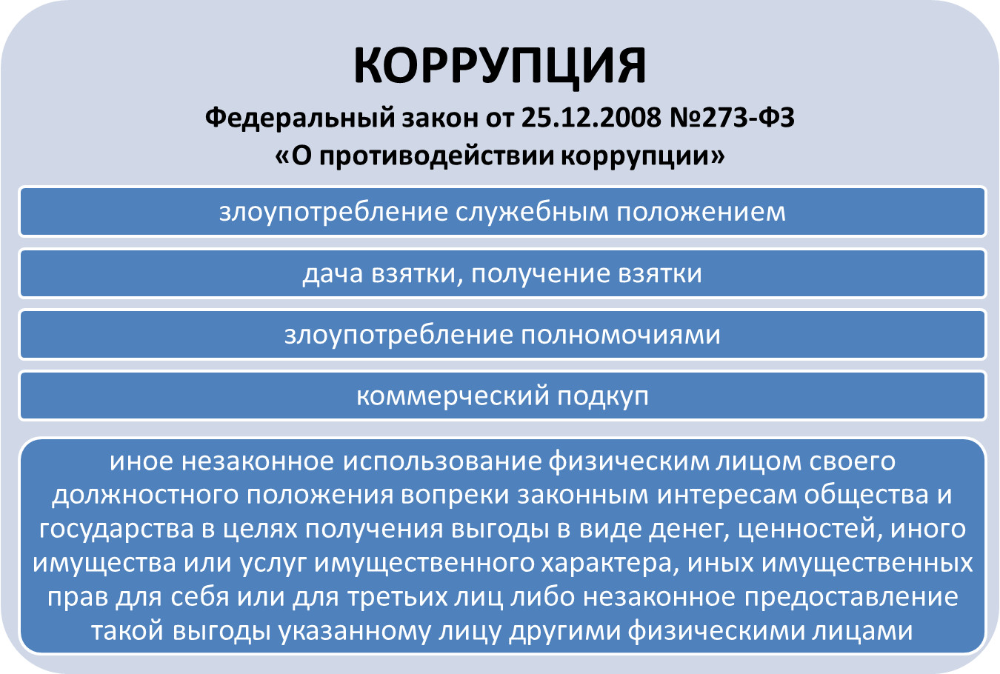 КОРРУПЦИЯ
Федеральный закон от 25.12.2008 №273-ФЗ
«О противодействии коррупции»
злоупотребление служебным положением
дача взятки, получение взятки
злоупотребление полномочиями
коммерческий подкуп
иное незаконное использование физическим лицом своего
должностного положения вопреки законным интересам общества и
государства в целях получения выгоды в виде денег, ценностей, иного
имущества или услуг имущественного характера, иных имущественных
прав для себя или для третьих лиц либо незаконное предоставление
такой выгоды указанному лицу другими физическими лицами